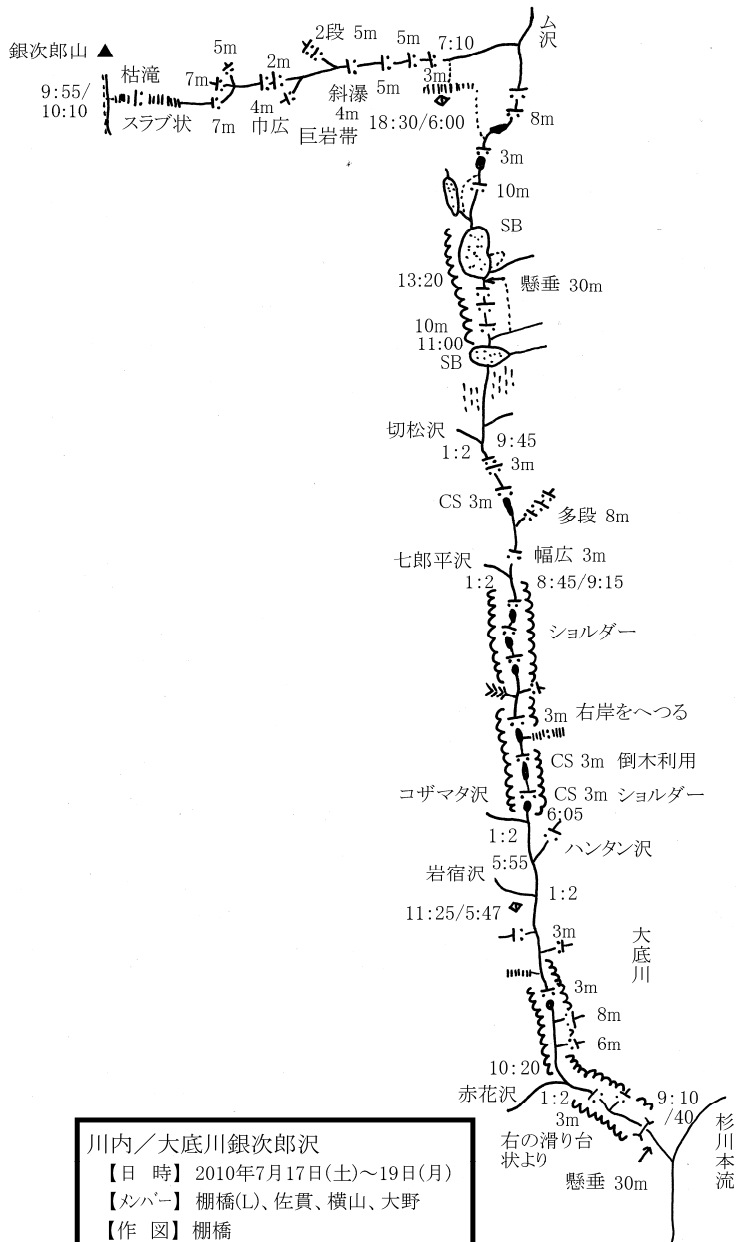 ム沢
2段 5m
5m
7:10
銀次郎山
5m
枯滝
2m
7m
3m
9:55/
10:10
斜瀑
5m
スラブ状
7m
4m
巾広
4m
18:30/6:00
8m
巨岩帯
3m
10m
SB
13:20
懸垂 30m
10m
11:00
SB
切松沢
9:45
1:2
3m
CS 3m
多段 8m
幅広 3m
七郎平沢
1:2
8:45/9:15
ショルダー
3m 右岸をへつる
CS 3m 倒木利用
コザマタ沢
CS 3m ショルダー
6:05
1:2
ハンタン沢
5:55
岩宿沢
1:2
11:25/5:47
3m
大底川
3m
8m
6m
10:20
赤花沢
1:2
9:10
/40
3m
杉川本流
右の滑り台
状より
懸垂 30m
川内/大底川銀次郎沢
【日 時】 2010年7月17日(土)~19日(月)
【メンバー】 棚橋(L)、佐貫、横山、大野
【作 図】 棚橋